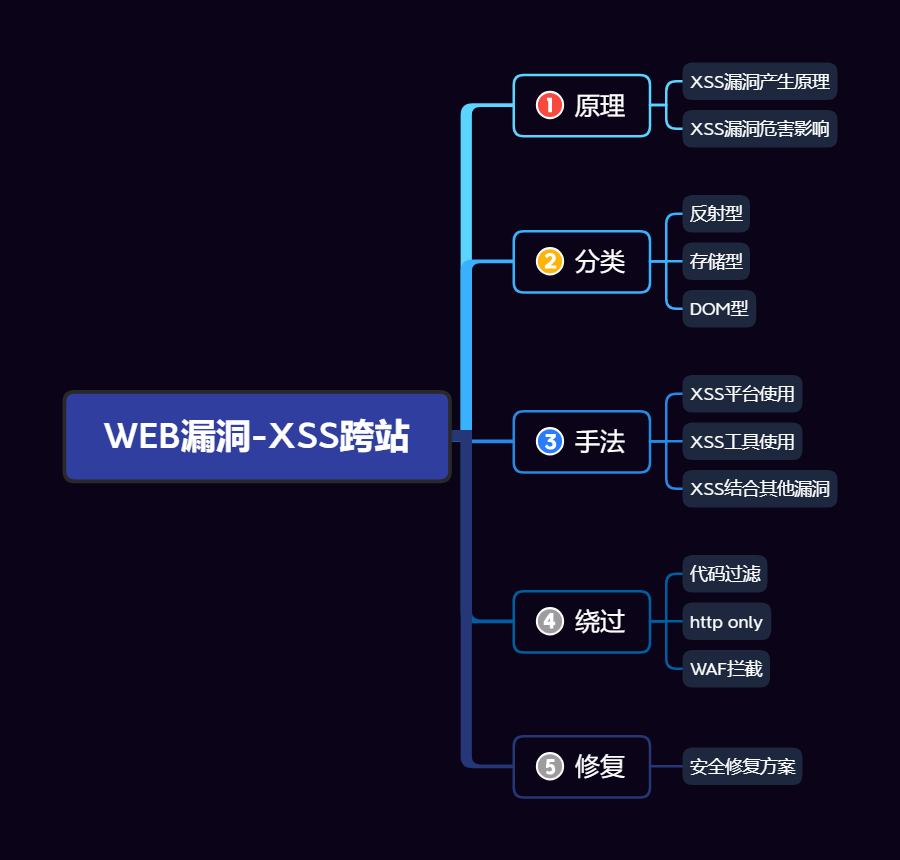 WEB漏洞-XSS跨站
1 原理
XSS漏洞产生原理
XSS漏洞危害影响
2 分类
反射型
存储型
DOM型
3 手法
XSS平台使用
XSS工具使用
XSS结合其他漏洞
4 绕过
代码过滤
http only
WAF拦截
5 修复
安全修复方案